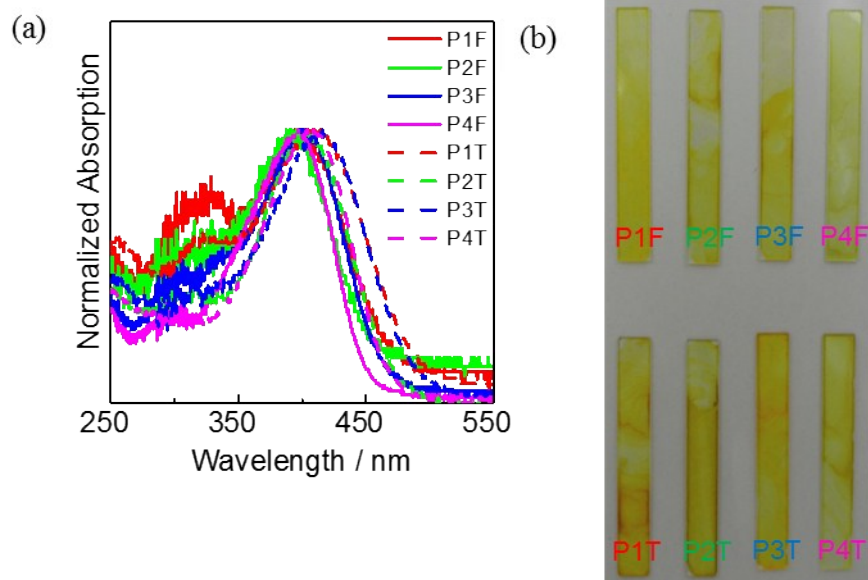 (a)
Normalized Absorption
P1F
P2F
P3F
P4F
P1T
P2T
P3T
P4T
250 350 450 550
Wavelength / nm
(b)
P1F P2F P3F P4F
P1T P2T P3T P4T